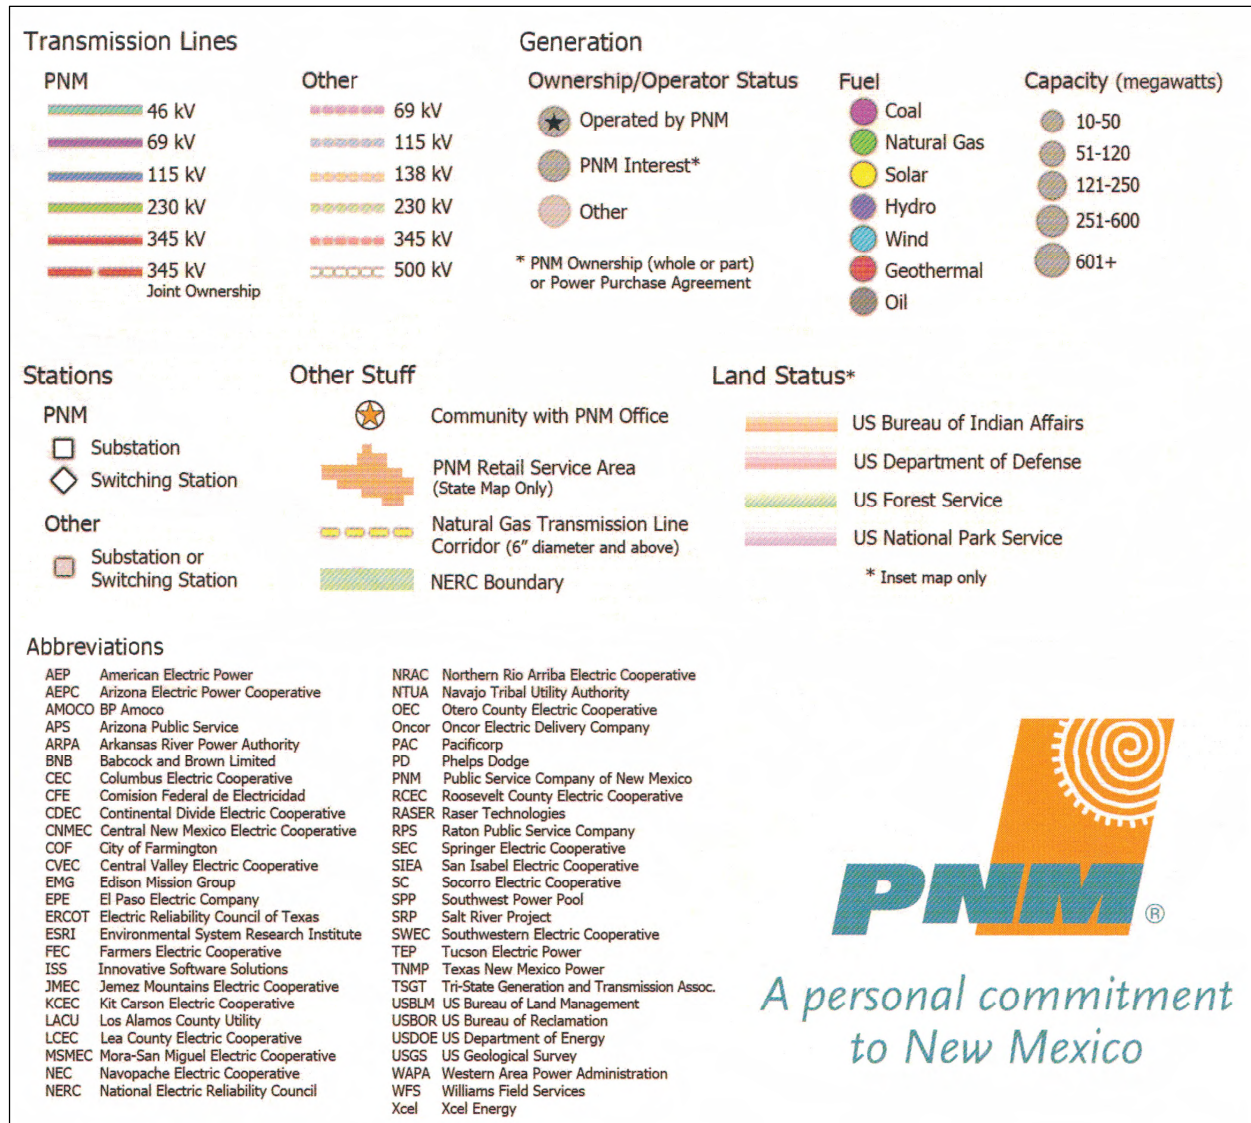 Transmission Lines
PNM
46 kV
69 kV
115 kV
230 kV
345 kV
345 kV
Joint Ownership
Other
69 kV
115 kV
138 kV
230 kV
345 kV
500 kV
Generation
Ownership/Operator Status
Operated by PNM
PNM Interest*
Other
* PNM Ownership (whole or part)
or Power Purchase Agreement
Fuel
Coal
Natural Gas
Solar
Hydro
Wind
Geothermal
Oil
Capacity (megawatts)
10-50
51-120
121-250
251-600
601+
Stations
PNM
Substation
Switching Station
Other
Substation or
Switching Station
Other Stuff
Community with PNM Office
PNM Retail Service Area
(State Map Only)
Natural Gas Transmission Line
Corridor (6" diameter and above)
NERC Boundary
Land Status*
US Bureau of Indian Affairs
US Department of Defense
US Forest Service
US National Park Service
* Inset map only
Abbreviations
AEP American Electric Power
AEPC Arizona Electric Power Cooperative
AMOCO BP Amoco
APS Arizona Public Service
ARPA Arkansas River Power Authority
BNB Babcock and Brown Limited
CEC Columbus Electric Cooperative
CFE Comision Federal de Electricidad
CDEC Continental Divide Electric Cooperative
CNMEC Central New Mexico Electric Cooperative
COF City of Farmington
CVEC Central Valley Electric Cooperative
EMG Edison Mission Group
EPE El Paso Electric Company
ERCOT Electric Reliability Council of Texas
ESRI Environmental System Research Institute
FEC Farmers Electric Cooperative
ISS Innovative Software Solutions
JMEC Jemez Mountains Electric Cooperative
KCEC Kit Carson Electric Cooperative
LACU Los Alamos County Utility
LCEC Lea County Electric Cooperative
MSMEC Mora-San Miguel Electric Cooperative
NEC Navopache Electric Cooperative
NERC National Electric Reliability Council
NRAC Northern Rio Arriba Electric Cooperative
NTUA Navajo Tribal Utility Authority
OEC Otero County Electric Cooperative
Oncor Oncor Electric Delivery Company
PAC Pacificorp
PD Phelps Dodge
PNM Public Service Company of New Mexico
RCEC Roosevelt County Electric Cooperative
RASER Raser Technologies
RPS Raton Public Service Company
SEC Springer Electric Cooperative
SIEA San Isabel Electric Cooperative
SC Socorro Electric Cooperative
SPP Southwest Power Pool
SRP Salt River Project
SWEC Southwestern Electric Cooperative
TEP Tucson Electric Power
TNMP Texas New Mexico Power
TSGT Tri-State Generation and Transmission Assoc.
USBLM US Bureau of Land Management
USBOR US Bureau of Reclamation
USDOE US Department of Energy
USGS US Geological Survey
WAPA Western Area Power Administration
WFS Williams Field Services
Xcel Xcel Energy
PNM®
A personal commitment
to New Mexico